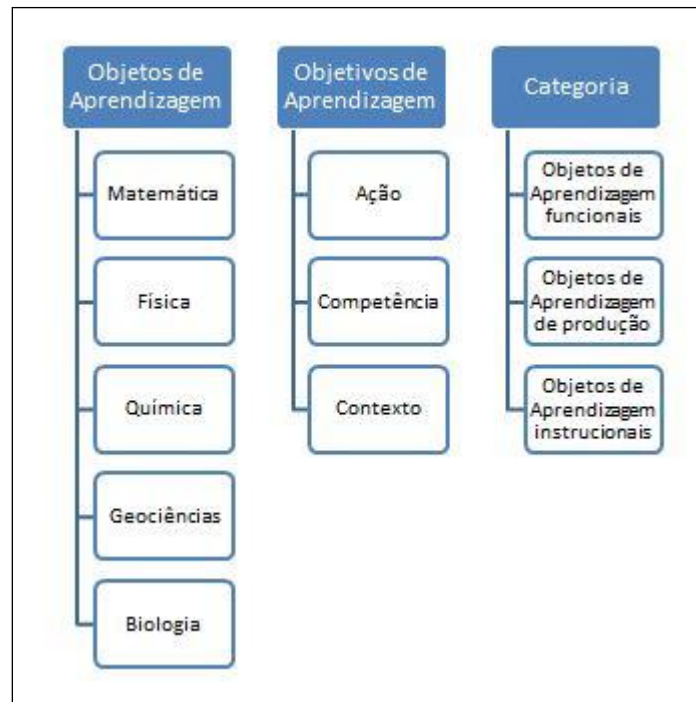 Objetos de
Aprendizagem
Matemática
Física
Química
Geociências
Biologia
Objetivos de
Aprendizagem
Ação
Competência
Contexto
Categoria
Objetos de
Aprendizagem
funcionais
Objetos de
Aprendizagem
de produção
Objetos de
Aprendizagem
instrucionais